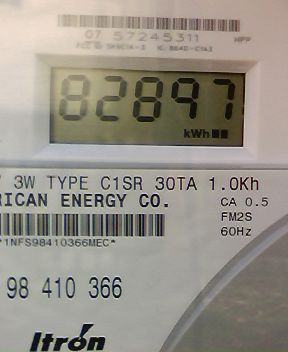 07 57245311
82897
kWh
3W TYPE C1SR 30TA 1.0Kh
RICAN ENERGY CO.
CA 0.5
FM2S
60Hz
*1NFS98410366MEC*
98 410 366
Itron